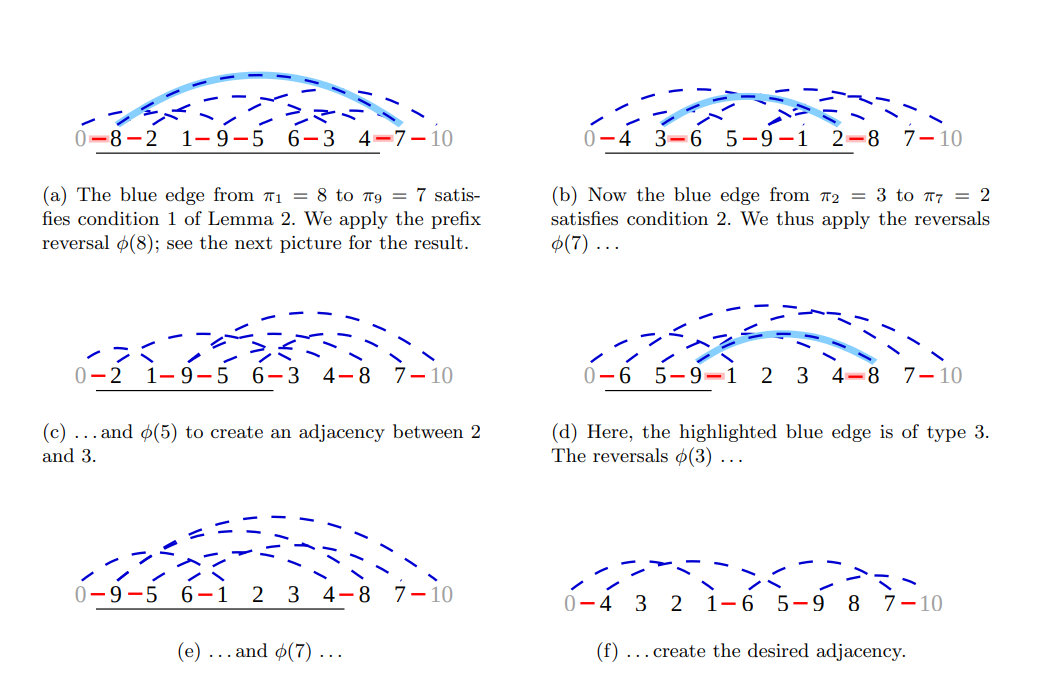 0 8 2 1 9 5 6 3 4 7 10
(a) The blue edge from π1 = 8 to π9 = 7 satis-
fies condition 1 of Lemma 2. We apply the prefix
reversal ϕ(8); see the next picture for the result.
0 4 3 6 5 9 1 2 8 7 10
(b) Now the blue edge from π2 = 3 to π7 = 2
satisfies condition 2. We thus apply the reversals
ϕ(7) ...
0 2 1 9 5 6 3 4 8 7 10
(c) ...and ϕ(5) to create an adjacency between 2
and 3.
0 6 5 9 1 2 3 4 8 7 10
(d) Here, the highlighted blue edge is of type 3.
The reversals ϕ(3) ...
0 9 5 6 1 2 3 4 8 7 10
(e) ...and ϕ(7) ...
0 4 3 2 1 6 5 9 8 7 10
(f) ...create the desired adjacency.